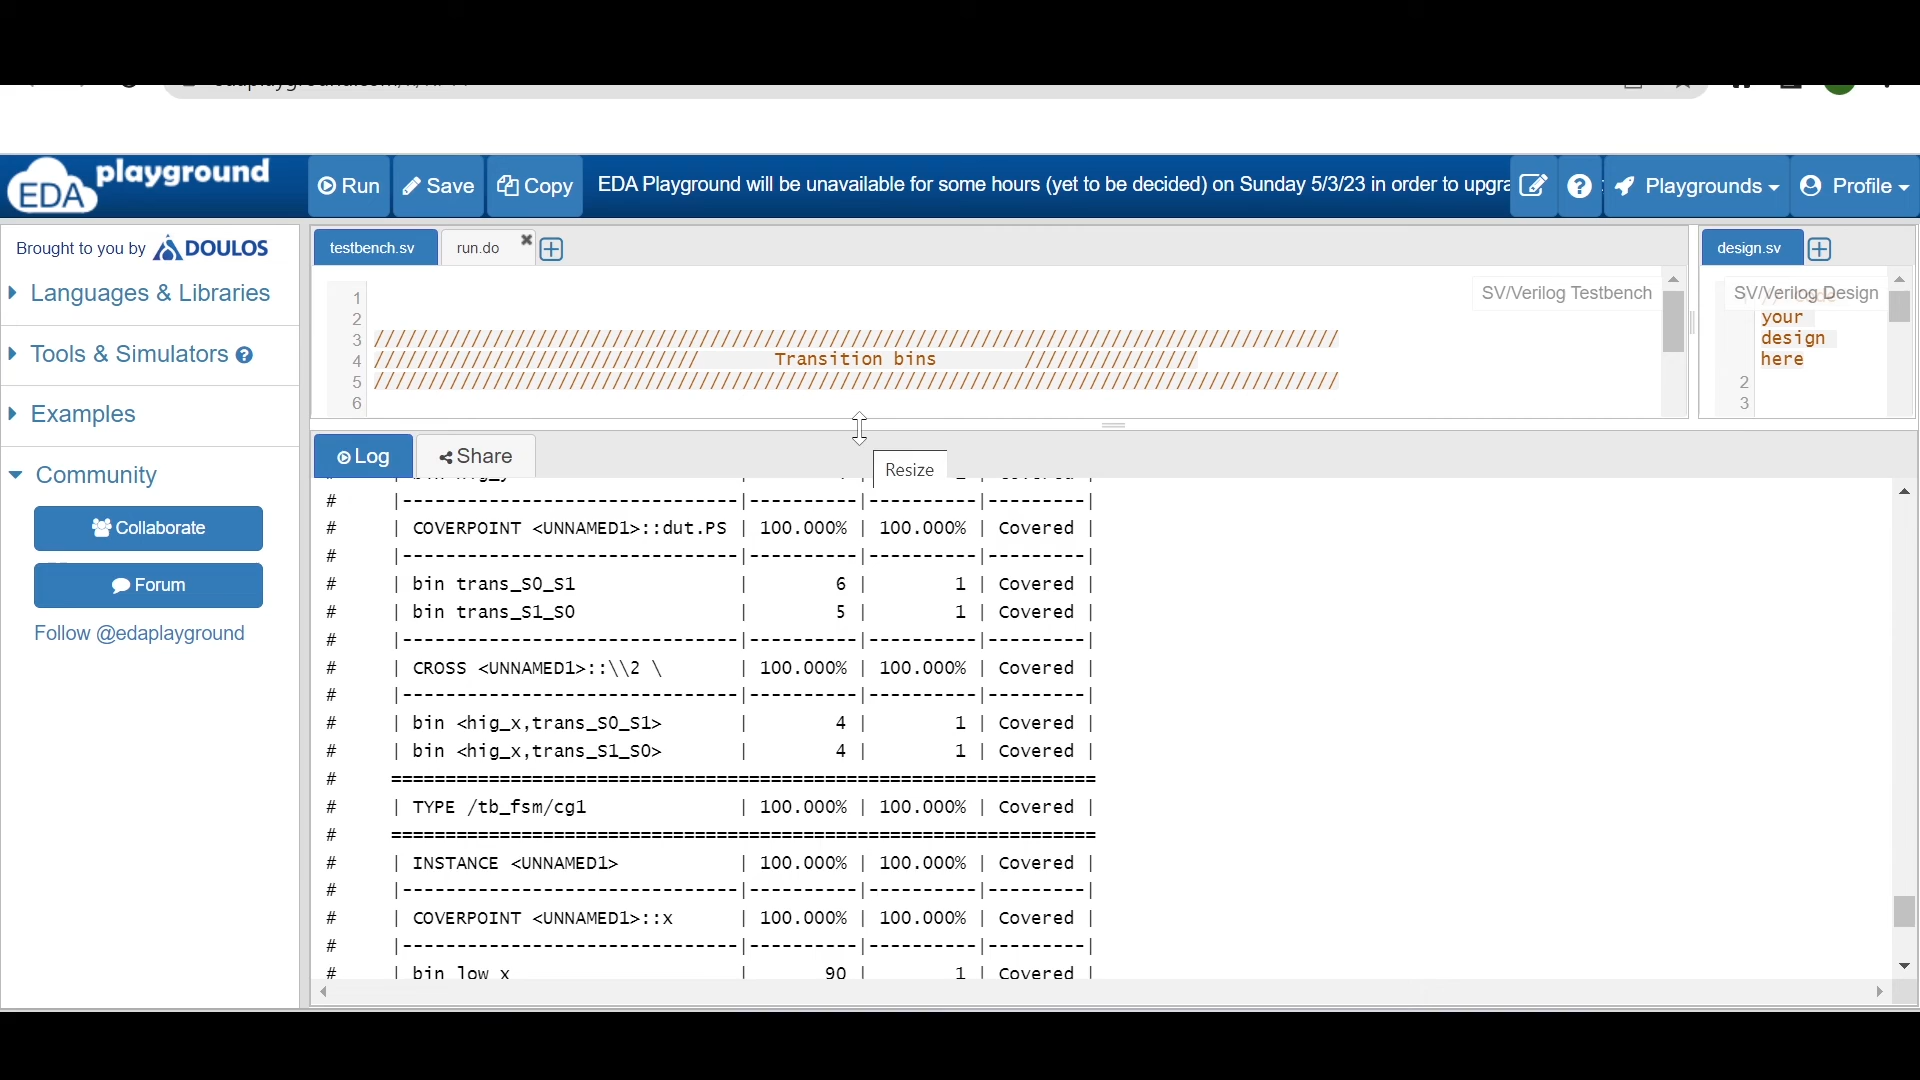 EDA playground
Run
Save
Copy
EDA Playground will be unavailable for some hours (yet to be decided) on Sunday 5/3/23 in order to upgra
Playgrounds
Profile
Brought to you by DOULOS
Languages & Libraries
Tools & Simulators
Examples
Community
Collaborate
Forum
Follow @edaplayground
testbench.sv
run.do
SV/Verilog Testbench
1
2
3 //////////////////////////////////////////////////////////////////////////////////////////
4 ////////////////////////////// Transition bins ////////////////
5 //////////////////////////////////////////////////////////////////////////////////////////
6
design.sv
SV/Verilog Design
your
design
here
2
3
Log
Share
Resize
# |-------------------------------|----------|----------|---------|
# | COVERPOINT <UNNAMED1>::dut.PS | 100.000% | 100.000% | Covered |
# |-------------------------------|----------|----------|---------|
# | bin trans_S0_S1 | 6 | 1 | Covered |
# | bin trans_S1_S0 | 5 | 1 | Covered |
# |-------------------------------|----------|----------|---------|
# | CROSS <UNNAMED1>::\\2 \ | 100.000% | 100.000% | Covered |
# |-------------------------------|----------|----------|---------|
# | bin <hig_x,trans_S0_S1> | 4 | 1 | Covered |
# | bin <hig_x,trans_S1_S0> | 4 | 1 | Covered |
# =================================================================
# | TYPE /tb_fsm/cg1 | 100.000% | 100.000% | Covered |
# =================================================================
# | INSTANCE <UNNAMED1> | 100.000% | 100.000% | Covered |
# |-------------------------------|----------|----------|---------|
# | COVERPOINT <UNNAMED1>::x | 100.000% | 100.000% | Covered |
# |-------------------------------|----------|----------|---------|
# | bin low_x | 90 | 1 | Covered |